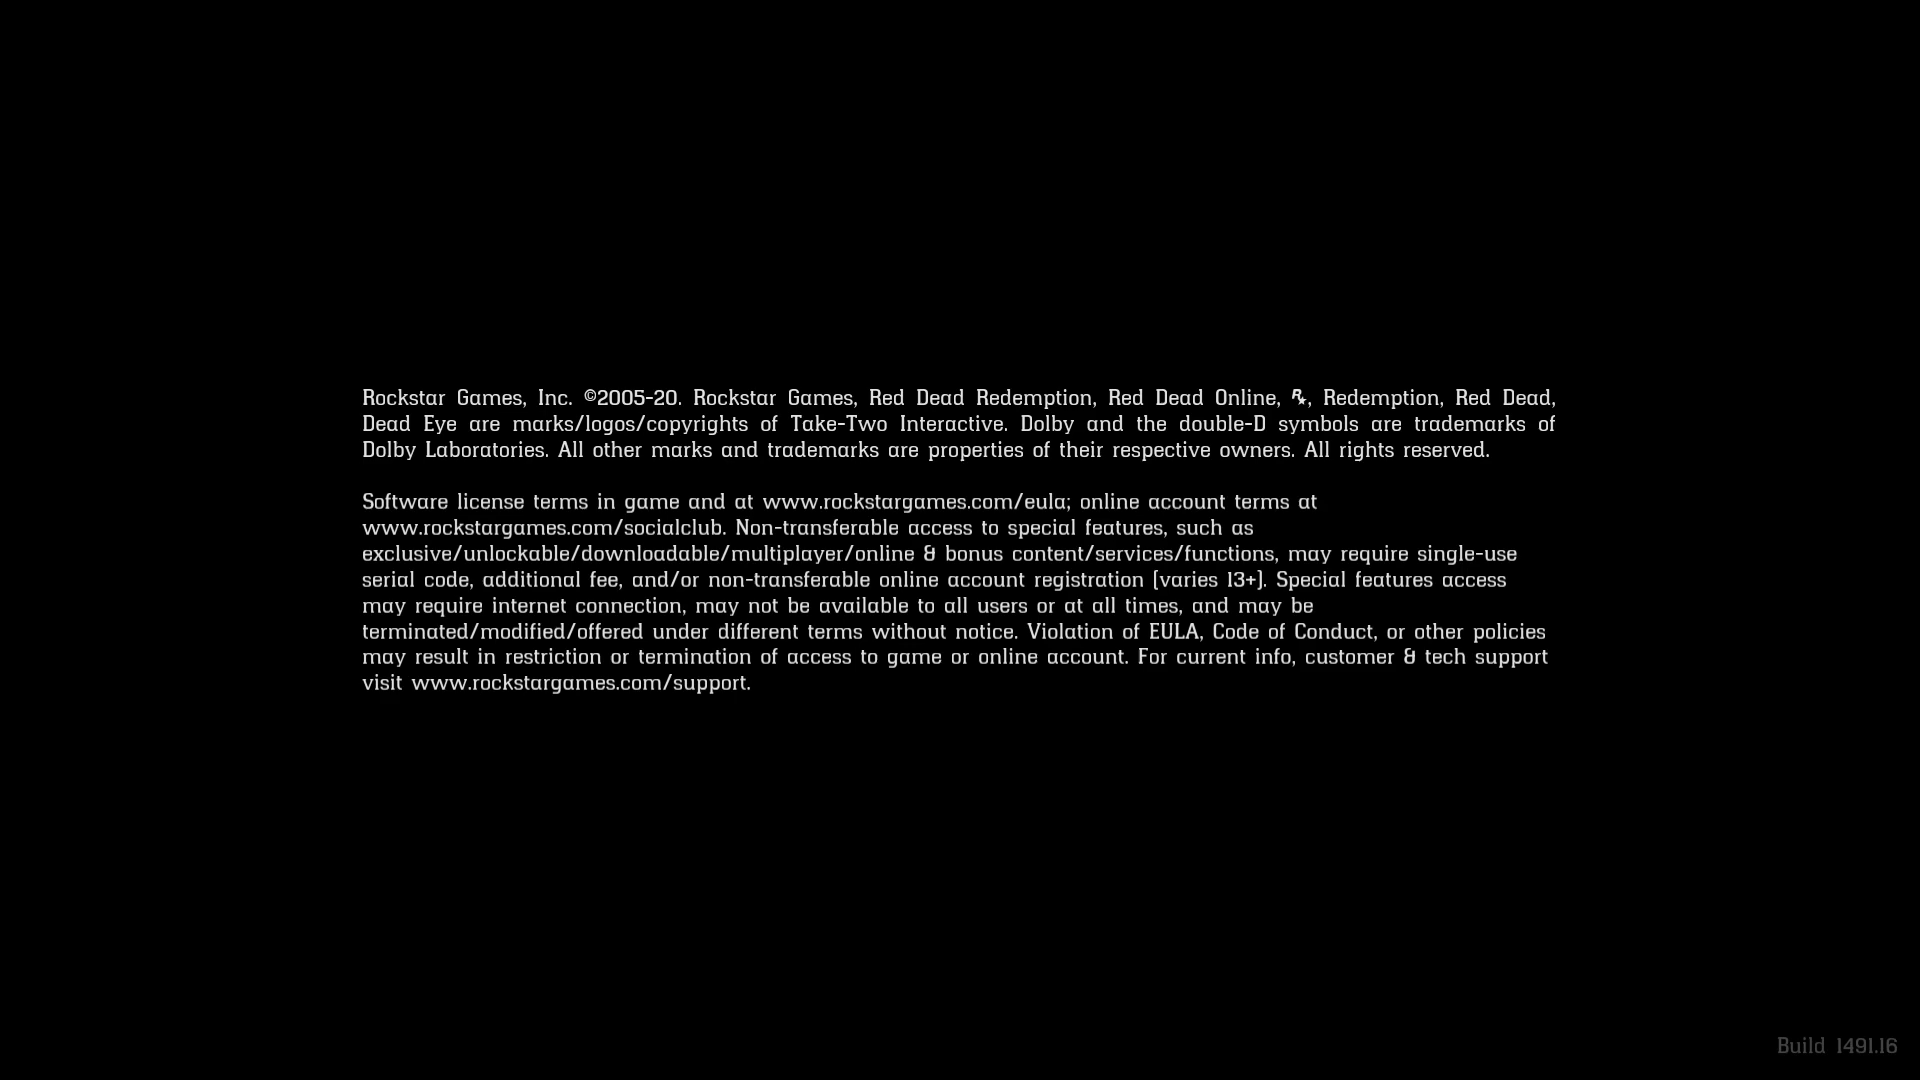 Rockstar Games, Inc. ©2005-20. Rockstar Games, Red Dead Redemption, Red Dead Online, R★, Redemption, Red Dead,
Dead Eye are marks/logos/copyrights of Take-Two Interactive. Dolby and the double-D symbols are trademarks of
Dolby Laboratories. All other marks and trademarks are properties of their respective owners. All rights reserved.
Software license terms in game and at www.rockstargames.com/eula; online account terms at
www.rockstargames.com/socialclub. Non-transferable access to special features, such as
exclusive/unlockable/downloadable/multiplayer/online & bonus content/services/functions, may require single-use
serial code, additional fee, and/or non-transferable online account registration (varies 13+). Special features access
may require internet connection, may not be available to all users or at all times, and may be
terminated/modified/offered under different terms without notice. Violation of EULA, Code of Conduct, or other policies
may result in restriction or termination of access to game or online account. For current info, customer & tech support
visit www.rockstargames.com/support.
Build 1491.16